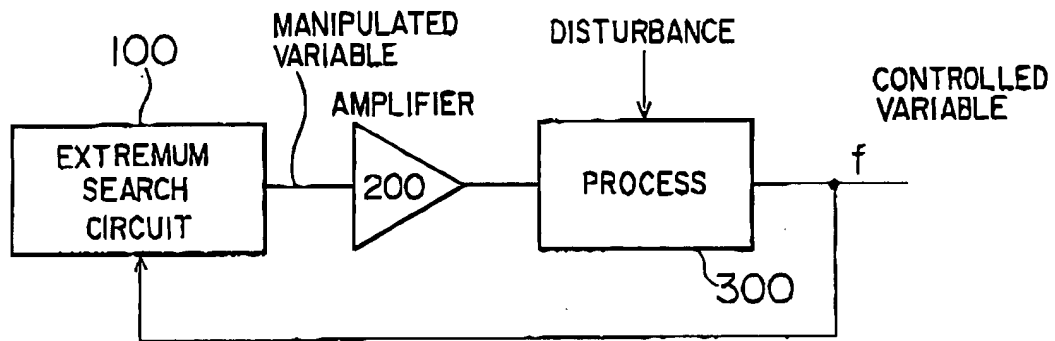 100
MANIPULATED
VARIABLE
AMPLIFIER
DISTURBANCE
CONTROLLED
VARIABLE
EXTREMUM
SEARCH
CIRCUIT
200
PROCESS
f
300